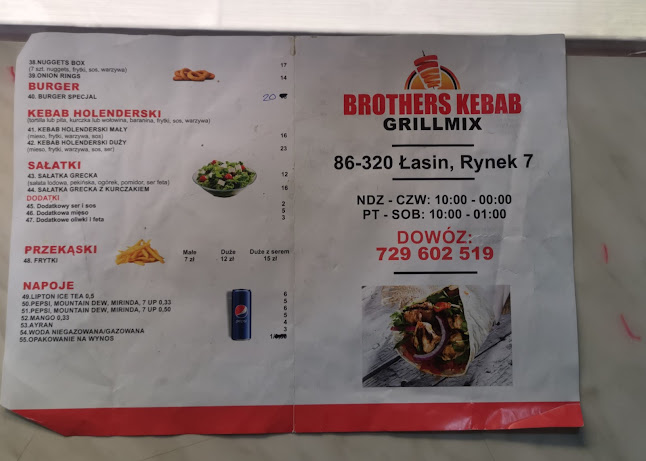 38.NUGGETS BOX 17
(7 szt. nuggets, frytki, sos, warzywa)
39.ONION RINGS 14
BURGER
40. BURGER SPECJAL 20
KEBAB HOLENDERSKI
(tortilla lub pita, kurczka lub wołowina, baranina, frytki, sos, warzywa)
41. KEBAB HOLENDERSKI MAŁY 16
(mięso, frytki, warzywa, sos)
42. KEBAB HOLENDERSKI DUŻY 23
(mięso, frytki, warzywa, sos, ser)
SAŁATKI
43. SAŁATKA GRECKA 12
(sałata lodowa, pekińska, ogórek, pomidor, ser feta)
44. SAŁATKA GRECKA Z KURCZAKIEM 16
DODATKI
45. Dodatkowy ser i sos 2
46. Dodatkowa mięso 5
47. Dodatkowe oliwki i feta 3
PRZEKĄSKI Małe Duże Duże z serem
48. FRYTKI 7 zł 12 zł 15 zł
NAPOJE
49.LIPTON ICE TEA 0,5 6
50.PEPSI, MOUNTAIN DEW, MIRINDA, 7 UP 0,33 5
51.PEPSI, MOUNTAIN DEW, MIRINDA, 7 UP 0,50 6
52.MANGO 0,33 5
53.AYRAN 4
54.WODA NIEGAZOWANA/GAZOWANA 3
55.OPAKOWANIE NA WYNOS
pepsi
BROTHERS KEBAB
GRILLMIX
86-320 Łasin, Rynek 7
NDZ - CZW: 10:00 - 00:00
PT - SOB: 10:00 - 01:00
DOWÓZ:
729 602 519